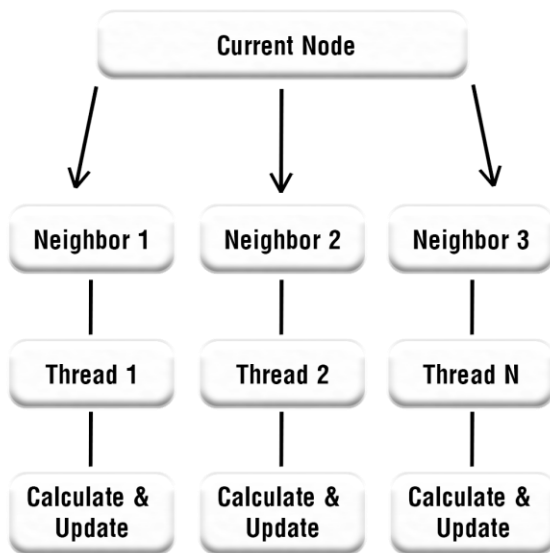 Current Node
Neighbor 1
Neighbor 2
Neighbor 3
Thread 1
Thread 2
Thread N
Calculate &
Update
Calculate &
Update
Calculate &
Update